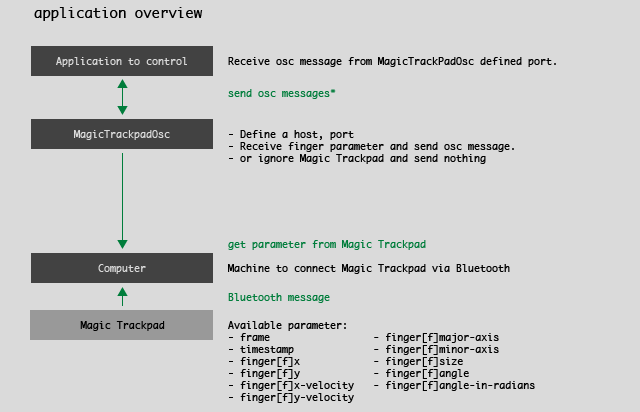 application overview
Application to control
Receive osc message from MagicTrackPadOsc defined port.
send osc messages*
MagicTrackpadOsc
- Define a host, port
- Receive finger parameter and send osc message.
- or ignore Magic Trackpad and send nothing
get parameter from Magic Trackpad
Computer
Machine to connect Magic Trackpad via Bluetooth
Bluetooth message
Magic Trackpad
Available parameter:
- frame
- timestamp
- finger[f]x
- finger[f]y
- finger[f]x-velocity
- finger[f]y-velocity
- finger[f]major-axis
- finger[f]minor-axis
- finger[f]size
- finger[f]angle
- finger[f]angle-in-radians